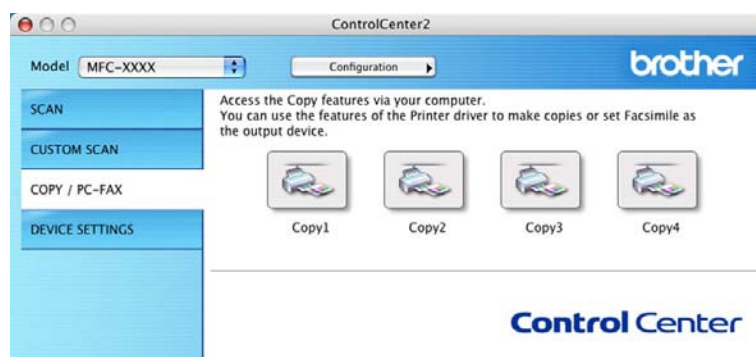 ControlCenter2
Model MFC-XXXX Configuration
brother
SCAN
CUSTOM SCAN
COPY / PC-FAX
DEVICE SETTINGS
Access the Copy features via your computer.
You can use the features of the Printer driver to make copies or set Facsimile as
the output device.
Copy1 Copy2 Copy3 Copy4
Control Center